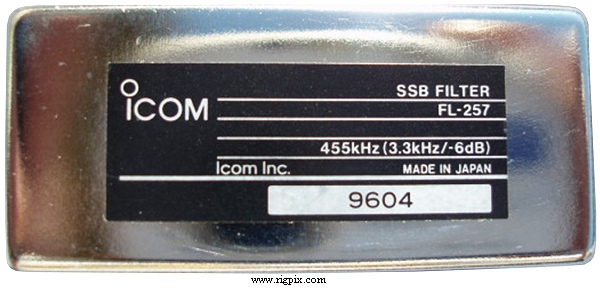 ICOM
SSB FILTER
FL-257
455kHz (3.3kHz/-6dB)
Icom Inc.
MADE IN JAPAN
9604
www.rigpix.com